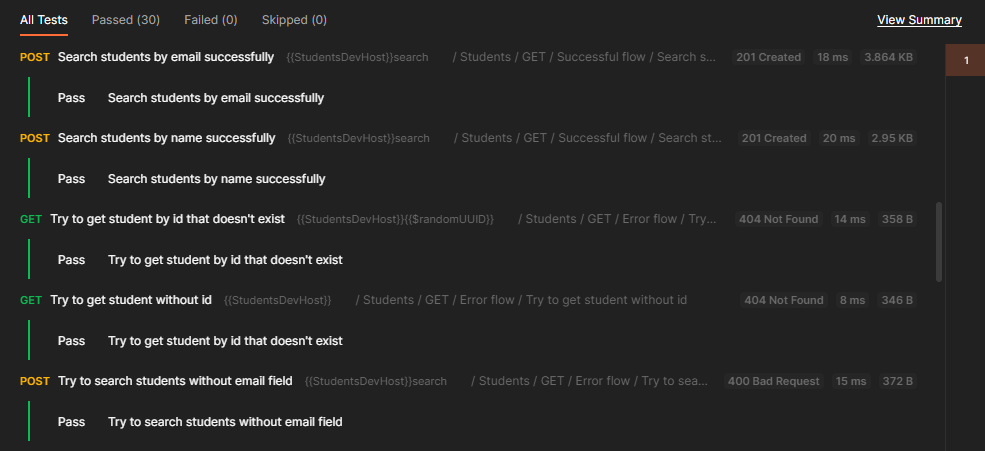 All Tests Passed (30) Failed (0) Skipped (0) View Summary
POST Search students by email successfully {{StudentsDevHost}}search / Students / GET / Successful flow / Search s... 201 Created 18 ms 3.864 KB
1
Pass Search students by email successfully
POST Search students by name successfully {{StudentsDevHost}}search / Students / GET / Successful flow / Search st... 201 Created 20 ms 2.95 KB
Pass Search students by name successfully
GET Try to get student by id that doesn't exist {{StudentsDevHost}}{{$randomUUID}} / Students / GET / Error flow / Try... 404 Not Found 14 ms 358 B
Pass Try to get student by id that doesn't exist
GET Try to get student without id {{StudentsDevHost}} / Students / GET / Error flow / Try to get student without id 404 Not Found 8 ms 346 B
Pass Try to get student by id that doesn't exist
POST Try to search students without email field {{StudentsDevHost}}search / Students / GET / Error flow / Try to sea... 400 Bad Request 15 ms 372 B
Pass Try to search students without email field